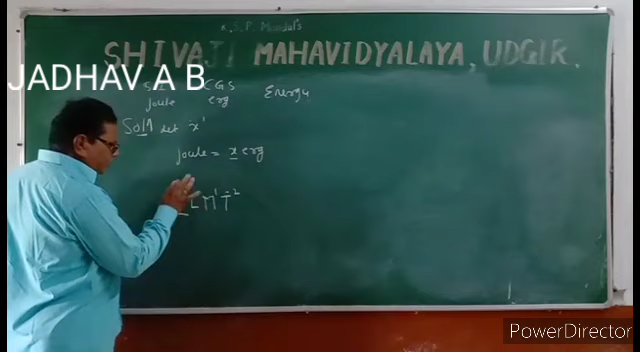 K. S. P. Mandal's
SHIVAJI MAHAVIDYALAYA, UDGIR.
JADHAV A B
CGS Energy
joule erg
Soln let 'x'
joule = x erg
L M¹ T⁻²
PowerDirector